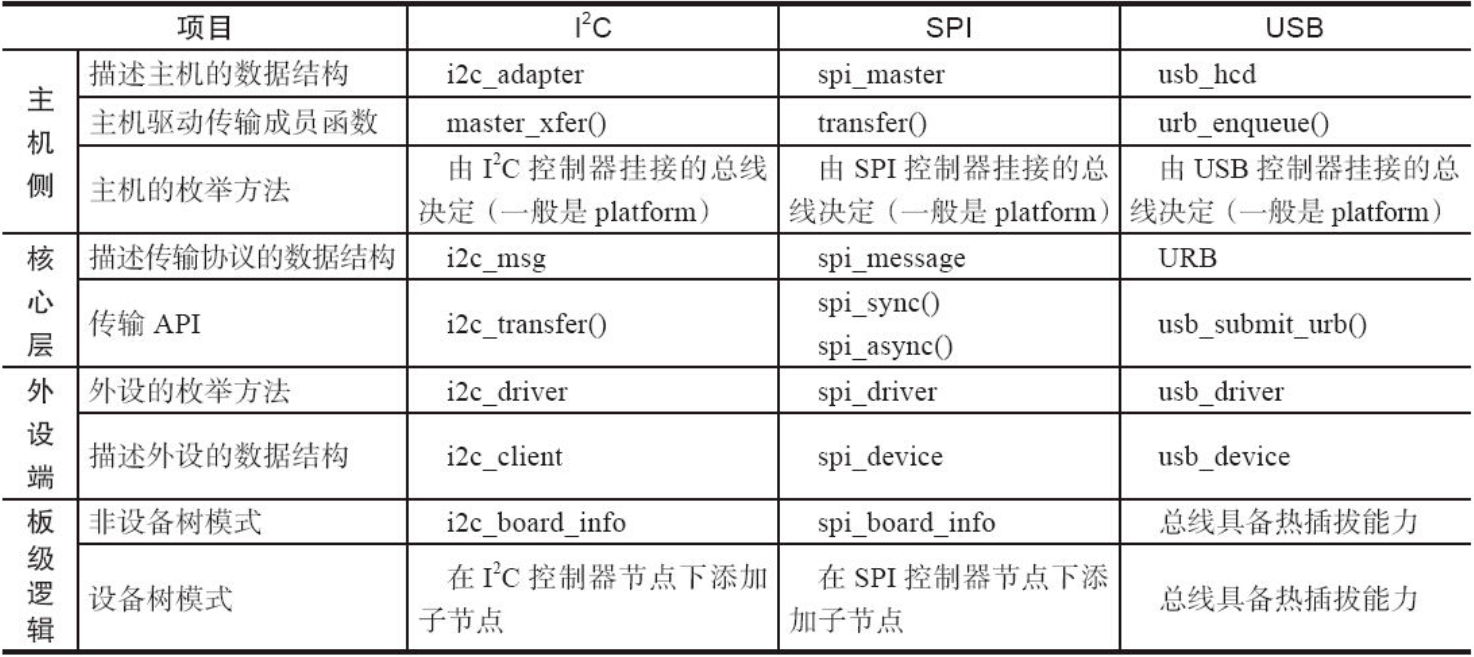 项目 I²C SPI USB
主机侧
描述主机的数据结构 i2c_adapter spi_master usb_hcd
主机驱动传输成员函数 master_xfer() transfer() urb_enqueue()
主机的枚举方法
由 I²C 控制器挂接的总线
决定（一般是 platform）
由 SPI 控制器挂接的总
线决定（一般是 platform）
由 USB 控制器挂接的总
线决定（一般是 platform）
核心层
描述传输协议的数据结构 i2c_msg spi_message URB
传输 API i2c_transfer()
spi_sync()
spi_async()
usb_submit_urb()
外设端
外设的枚举方法 i2c_driver spi_driver usb_driver
描述外设的数据结构 i2c_client spi_device usb_device
板级逻辑
非设备树模式 i2c_board_info spi_board_info 总线具备热插拔能力
设备树模式
在 I²C 控制器节点下添加
子节点
在 SPI 控制器节点下添
加子节点
总线具备热插拔能力